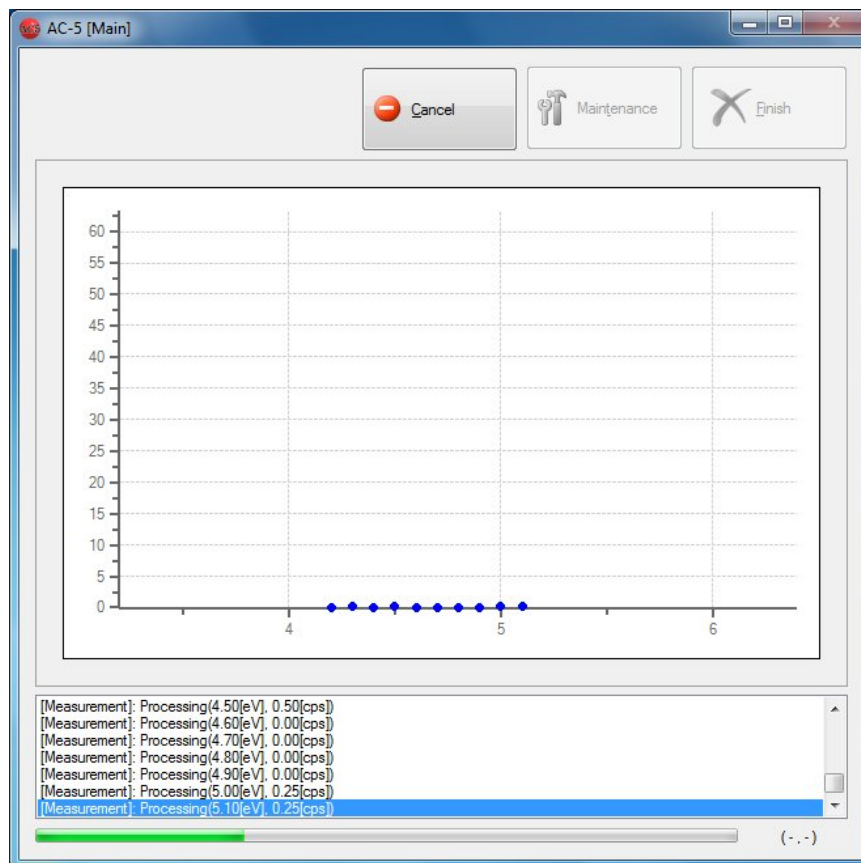 AC-5 [Main]
Cancel
Maintenance
Finish
60
55
50
45
40
35
30
25
20
15
10
5
0
4
5
6
[Measurement]: Processing(4.50[eV], 0.50[cps])
[Measurement]: Processing(4.60[eV], 0.00[cps])
[Measurement]: Processing(4.70[eV], 0.00[cps])
[Measurement]: Processing(4.80[eV], 0.00[cps])
[Measurement]: Processing(4.90[eV], 0.00[cps])
[Measurement]: Processing(5.00[eV], 0.25[cps])
[Measurement]: Processing(5.10[eV], 0.25[cps])
(-.-)